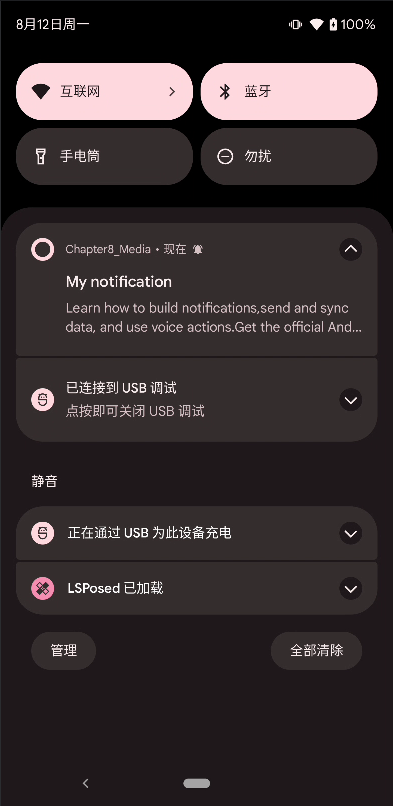 8月12日周一 100%
互联网 蓝牙
手电筒 勿扰
Chapter8_Media • 现在
My notification
Learn how to build notifications,send and sync
data, and use voice actions.Get the official And...
已连接到 USB 调试
点按即可关闭 USB 调试
静音
正在通过 USB 为此设备充电
LSPosed 已加载
管理 全部清除